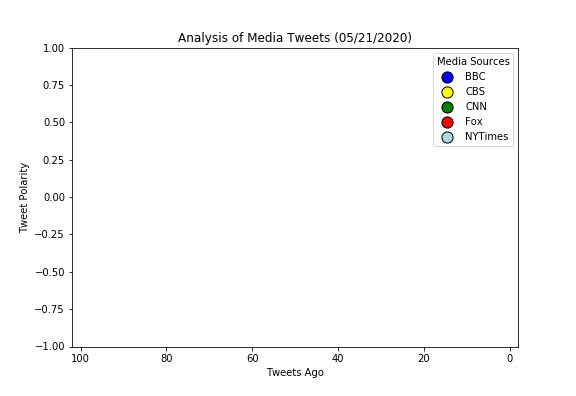 Analysis of Media Tweets (05/21/2020)
1.00
0.75
0.50
0.25
0.00
−0.25
−0.50
−0.75
−1.00
Tweet Polarity
Media Sources
BBC
CBS
CNN
Fox
NYTimes
100 80 60 40 20 0
Tweets Ago